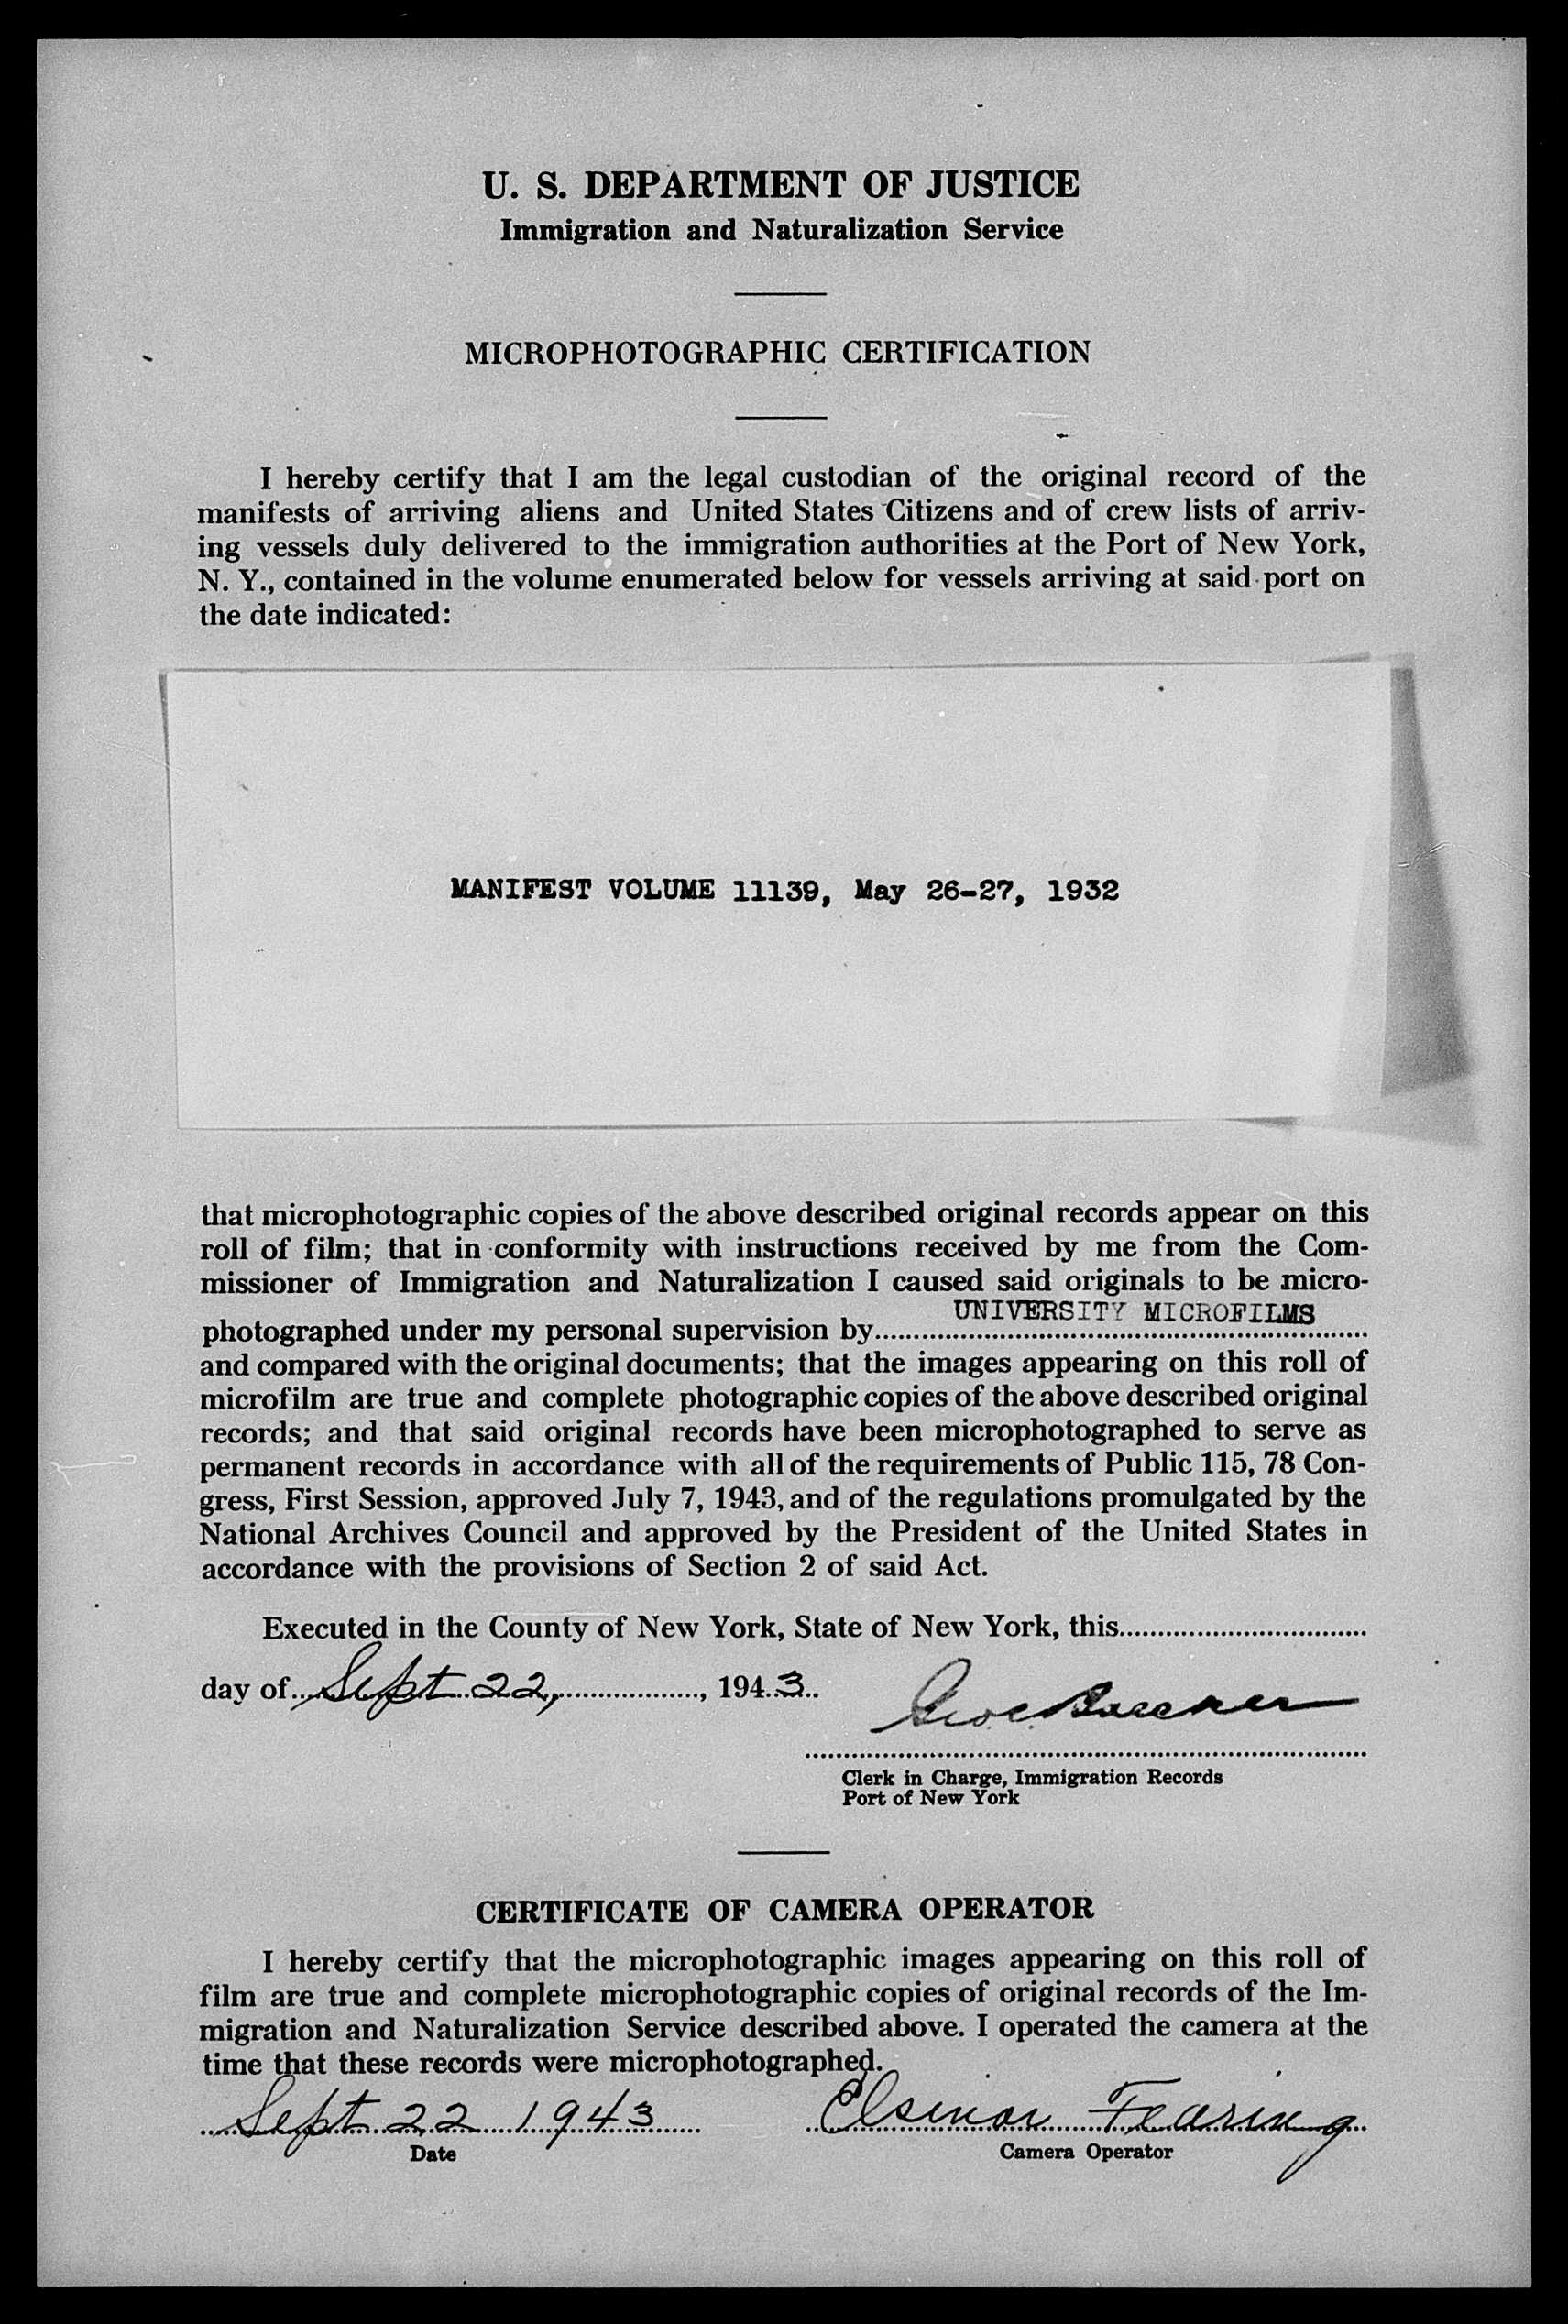 U. S. DEPARTMENT OF JUSTICE
Immigration and Naturalization Service
MICROPHOTOGRAPHIC CERTIFICATION
I hereby certify that I am the legal custodian of the original record of the
manifests of arriving aliens and United States Citizens and of crew lists of arriv-
ing vessels duly delivered to the immigration authorities at the Port of New York,
N. Y., contained in the volume enumerated below for vessels arriving at said port on
the date indicated:
MANIFEST VOLUME 11139, May 26-27, 1932
that microphotographic copies of the above described original records appear on this
roll of film; that in conformity with instructions received by me from the Com-
missioner of Immigration and Naturalization I caused said originals to be micro-
photographed under my personal supervision by UNIVERSITY MICROFILMS
and compared with the original documents; that the images appearing on this roll of
microfilm are true and complete photographic copies of the above described original
records; and that said original records have been microphotographed to serve as
permanent records in accordance with all of the requirements of Public 115, 78 Con-
gress, First Session, approved July 7, 1943, and of the regulations promulgated by the
National Archives Council and approved by the President of the United States in
accordance with the provisions of Section 2 of said Act.
Executed in the County of New York, State of New York, this
day of Sept 22, , 1943
Clerk in Charge, Immigration Records
Port of New York
CERTIFICATE OF CAMERA OPERATOR
I hereby certify that the microphotographic images appearing on this roll of
film are true and complete microphotographic copies of original records of the Im-
migration and Naturalization Service described above. I operated the camera at the
time that these records were microphotographed.
Sept 22 1943 Elsinor Fearing
Date Camera Operator